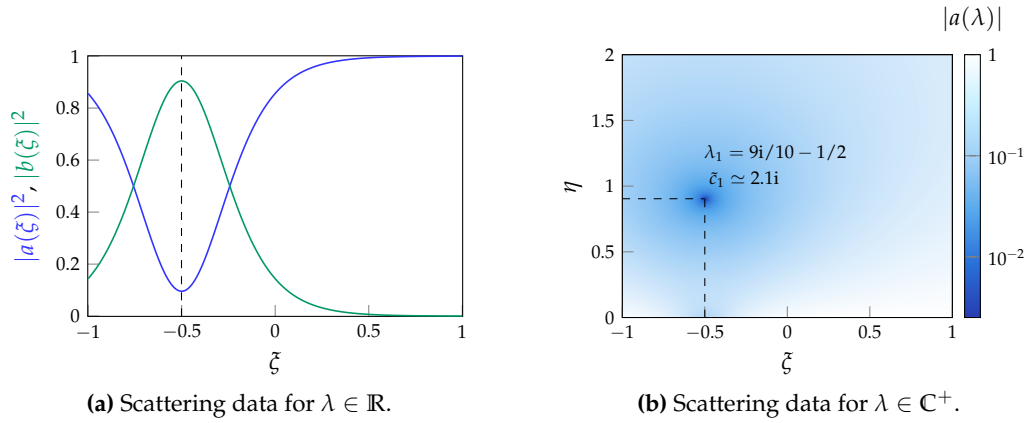 |a(λ)|
1
0.8
0.6
0.4
0.2
0
|a(ξ)|², |b(ξ)|²
−1
−0.5
0
0.5
1
ξ
2
1.5
1
0.5
0
η
λ₁ = 9i/10 − 1/2
c̃₁ ≃ 2.1i
−1
−0.5
0
0.5
1
ξ
1
10⁻¹
10⁻²
(a) Scattering data for λ ∈ ℝ.
(b) Scattering data for λ ∈ ℂ⁺.